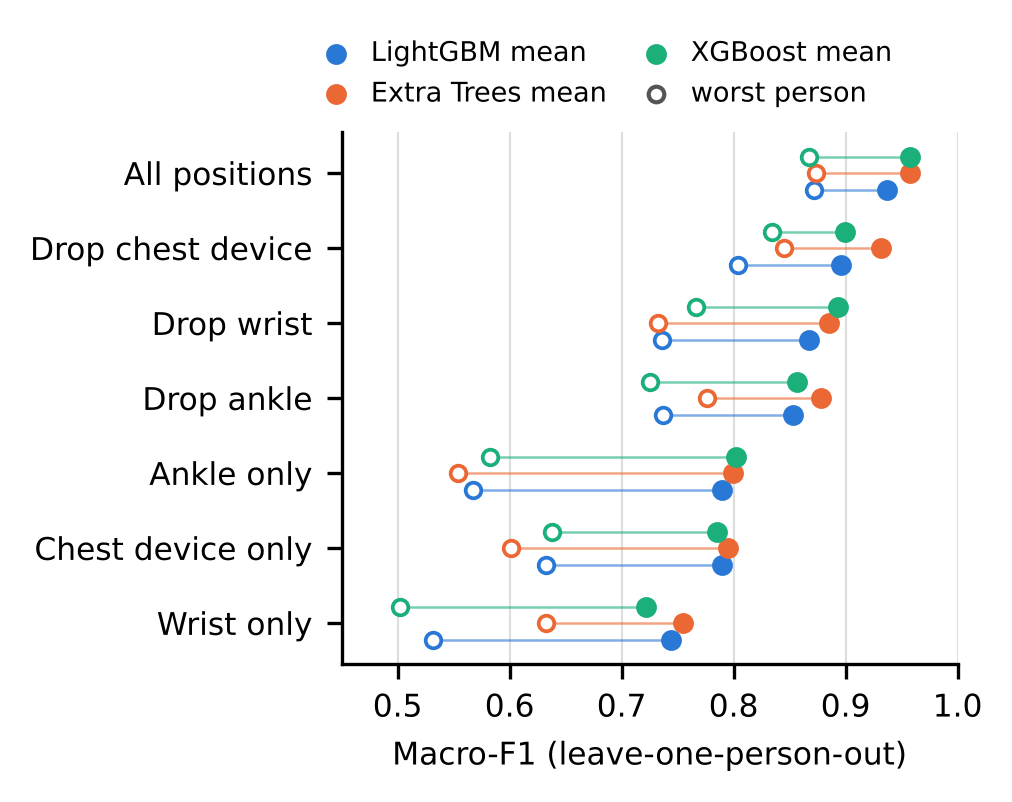 LightGBM mean
Extra Trees mean
XGBoost mean
worst person
All positions
Drop chest device
Drop wrist
Drop ankle
Ankle only
Chest device only
Wrist only
0.5 0.6 0.7 0.8 0.9 1.0
Macro-F1 (leave-one-person-out)